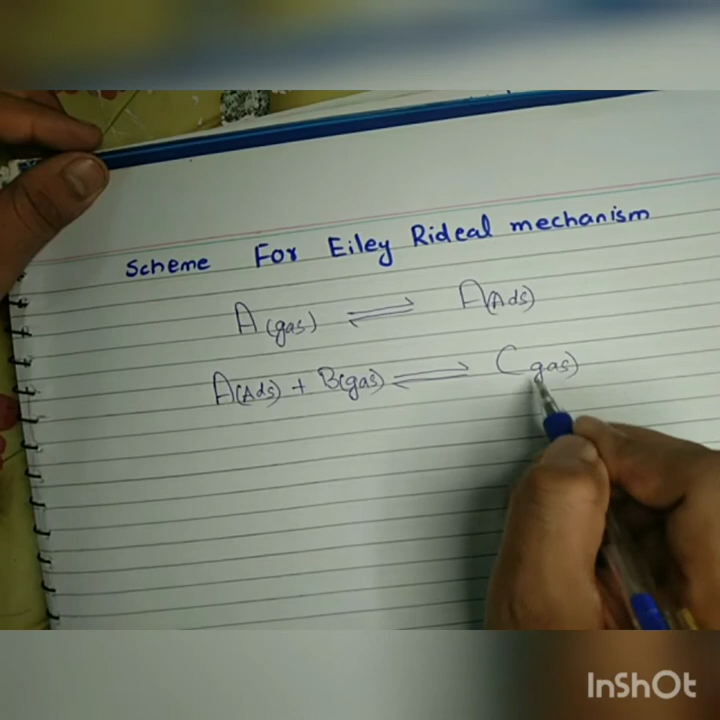 Scheme For Eiley Rideal mechanism
A(gas) ⇌ A(Ads)
A(Ads) + B(gas) ⇌ C gas)
InShOt